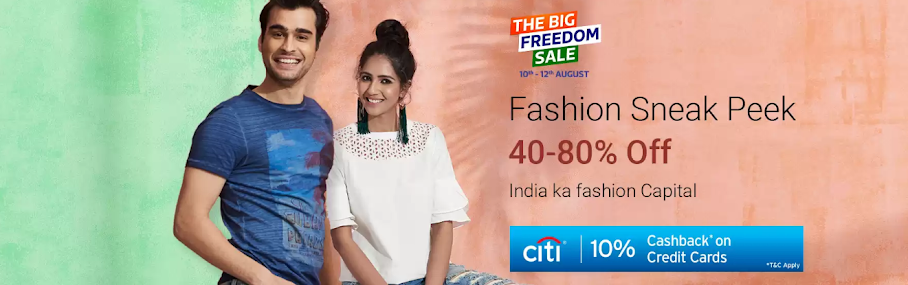 THE BIG
FREEDOM
SALE
10th - 12th AUGUST
Fashion Sneak Peek
40-80% Off
India ka fashion Capital
citi® 10% Cashback* on
Credit Cards
*T&C Apply